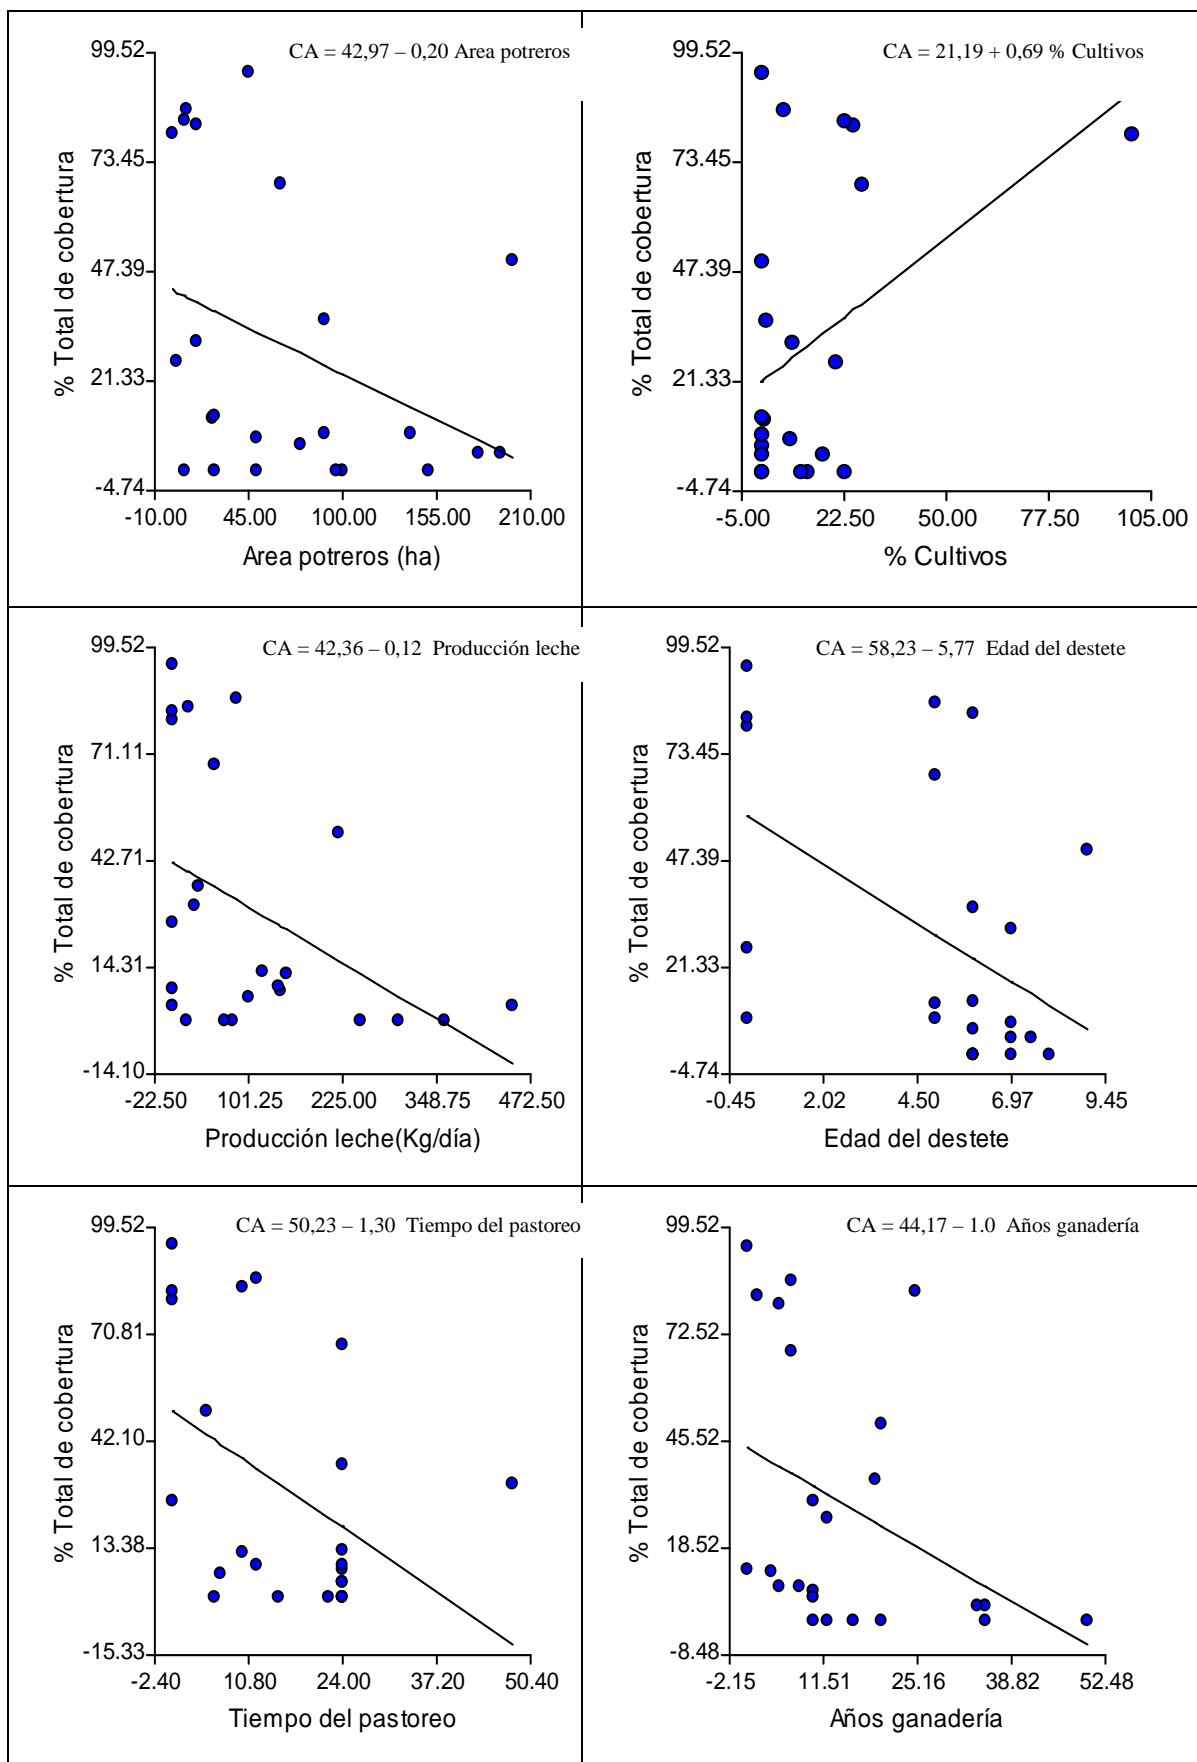 CA = 42,97 – 0,20 Area potreros
% Total de cobertura
99.52
73.45
47.39
21.33
-4.74
-10.00 45.00 100.00 155.00 210.00
Area potreros (ha)
CA = 21,19 + 0,69 % Cultivos
% Total de cobertura
99.52
73.45
47.39
21.33
-4.74
-5.00 22.50 50.00 77.50 105.00
% Cultivos
CA = 42,36 – 0,12 Producción leche
% Total de cobertura
99.52
71.11
42.71
14.31
-14.10
-22.50 101.25 225.00 348.75 472.50
Producción leche(Kg/día)
CA = 58,23 – 5,77 Edad del destete
% Total de cobertura
99.52
73.45
47.39
21.33
-4.74
-0.45 2.02 4.50 6.97 9.45
Edad del destete
CA = 50,23 – 1,30 Tiempo del pastoreo
% Total de cobertura
99.52
70.81
42.10
13.38
-15.33
-2.40 10.80 24.00 37.20 50.40
Tiempo del pastoreo
CA = 44,17 – 1.0 Años ganadería
% Total de cobertura
99.52
72.52
45.52
18.52
-8.48
-2.15 11.51 25.16 38.82 52.48
Años ganadería